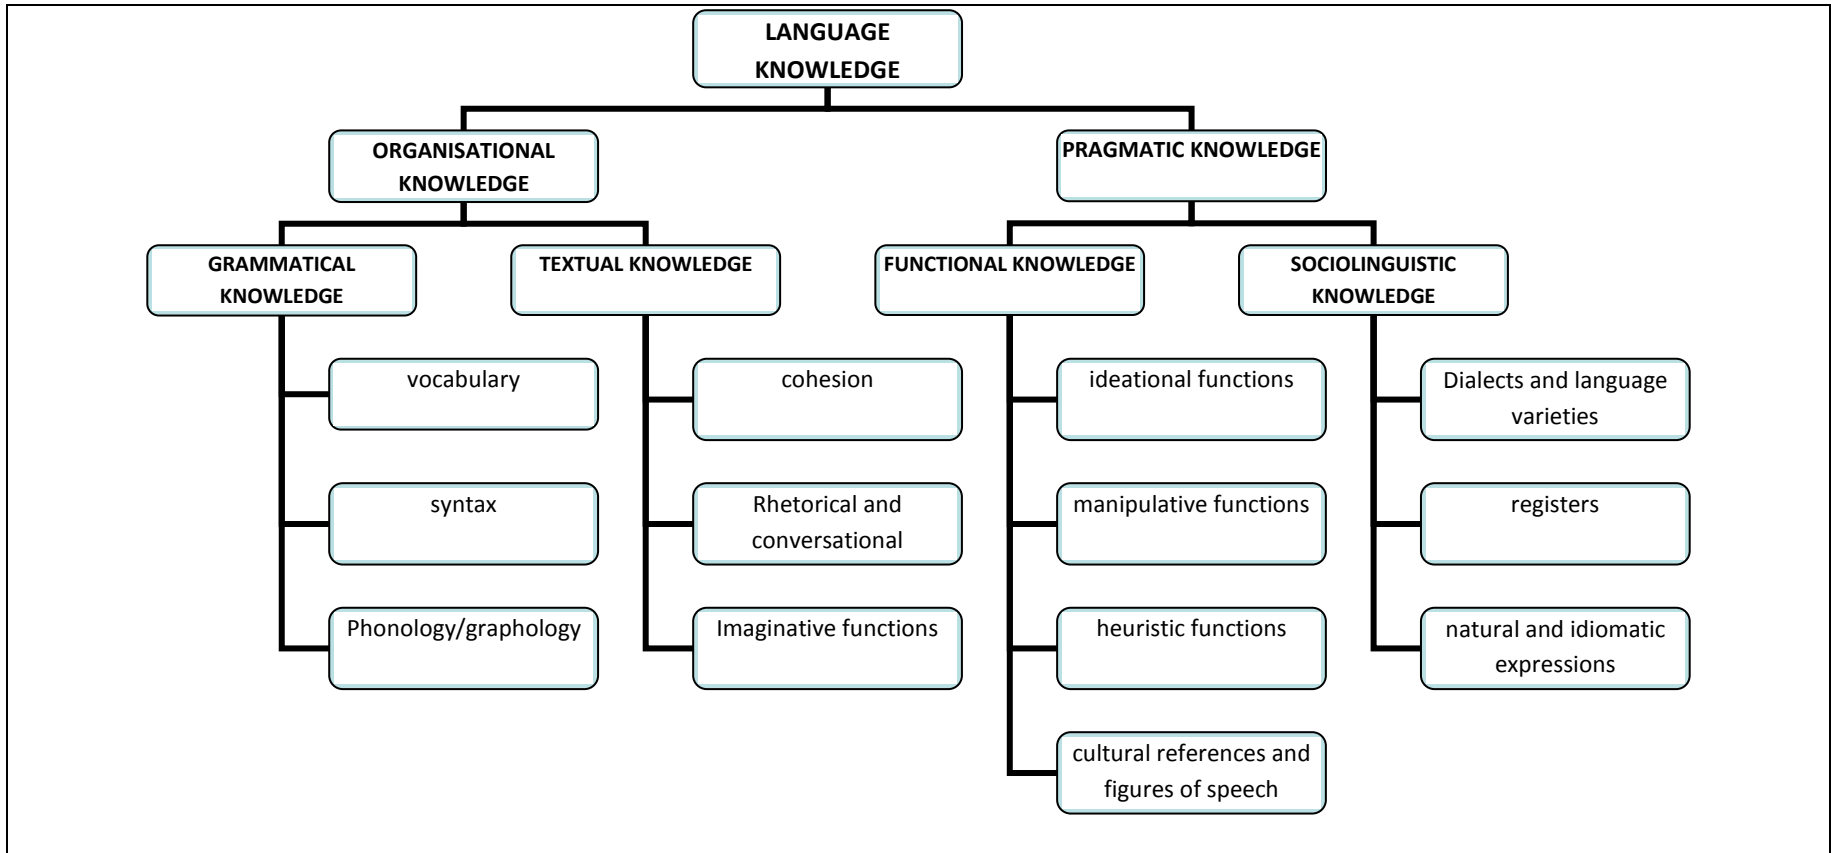 LANGUAGE
KNOWLEDGE
ORGANISATIONAL
KNOWLEDGE
PRAGMATIC KNOWLEDGE
GRAMMATICAL
KNOWLEDGE
TEXTUAL KNOWLEDGE
FUNCTIONAL KNOWLEDGE
SOCIOLINGUISTIC
KNOWLEDGE
vocabulary
cohesion
ideational functions
Dialects and language
varieties
syntax
Rhetorical and
conversational
manipulative functions
registers
Phonology/graphology
Imaginative functions
heuristic functions
natural and idiomatic
expressions
cultural references and
figures of speech